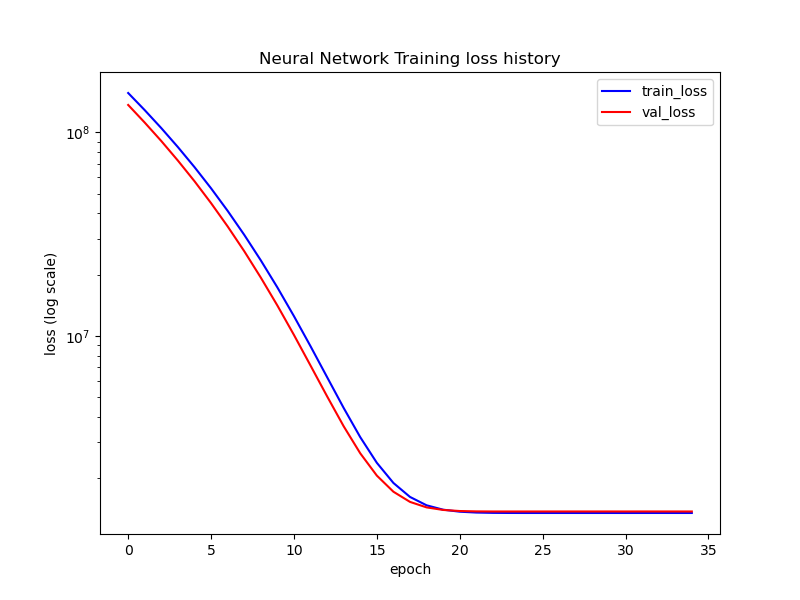 Neural Network Training loss history
train_loss
val_loss
10^8
10^7
loss (log scale)
0 5 10 15 20 25 30 35
epoch